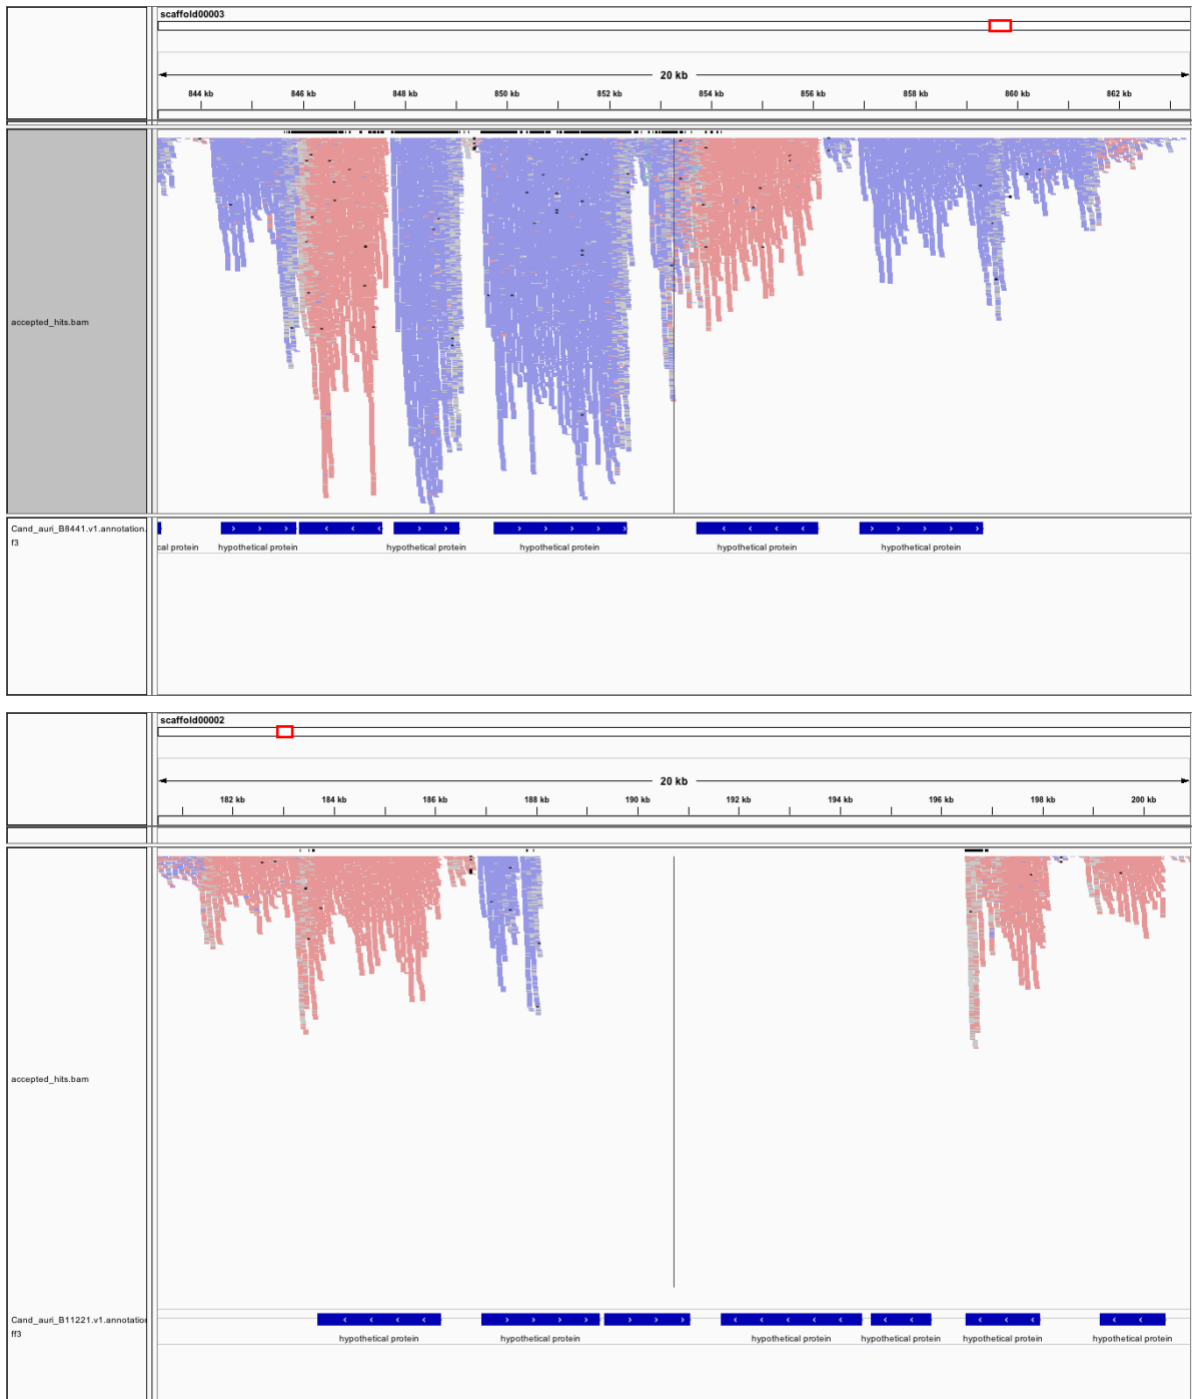 scaffold00003
20 kb
844 kb 846 kb 848 kb 850 kb 852 kb 854 kb 856 kb 858 kb 860 kb 862 kb
accepted_hits.bam
Cand_auri_B8441.v1.annotation.
f3
cal protein hypothetical protein hypothetical protein hypothetical protein hypothetical protein hypothetical protein
scaffold00002
20 kb
182 kb 184 kb 186 kb 188 kb 190 kb 192 kb 194 kb 196 kb 198 kb 200 kb
accepted_hits.bam
Cand_auri_B11221.v1.annotation
ff3
hypothetical protein hypothetical protein hypothetical protein hypothetical protein hypothetical protein hypothetical protein